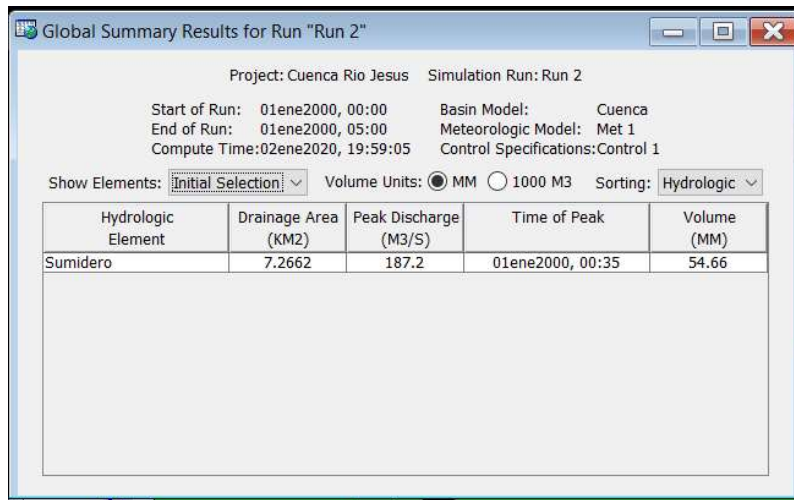 Global Summary Results for Run "Run 2"
Project: Cuenca Rio Jesus Simulation Run: Run 2
Start of Run: 01ene2000, 00:00 Basin Model: Cuenca
End of Run: 01ene2000, 05:00 Meteorologic Model: Met 1
Compute Time:02ene2020, 19:59:05 Control Specifications:Control 1
Show Elements: Initial Selection Volume Units: MM 1000 M3 Sorting: Hydrologic
Hydrologic Drainage Area Peak Discharge Time of Peak Volume
Element (KM2) (M3/S) (MM)
Sumidero 7.2662 187.2 01ene2000, 00:35 54.66